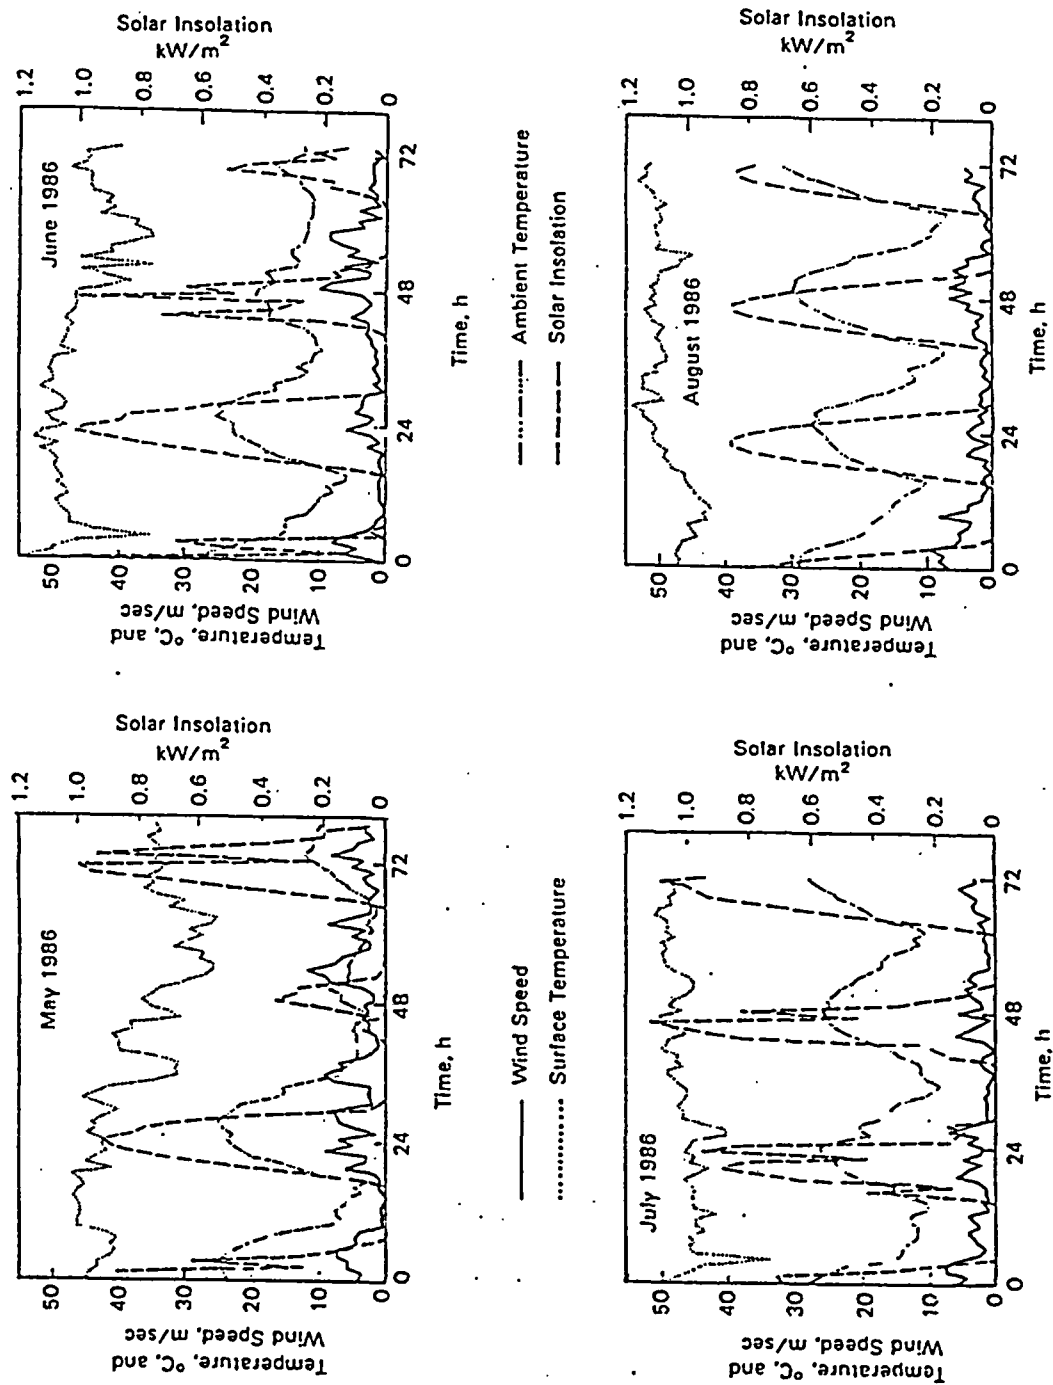 May 1986
Temperature, °C, and
Wind Speed, m/sec
50
40
30
20
10
0
0
24
48
72
Time, h
Solar Insolation
kW/m²
1.2
1.0
0.8
0.6
0.4
0.2
0
June 1986
Temperature, °C, and
Wind Speed, m/sec
50
40
30
20
10
0
0
24
48
72
Time, h
Solar Insolation
kW/m²
1.2
1.0
0.8
0.6
0.4
0.2
0
Wind Speed
Surface Temperature
Ambient Temperature
Solar Insolation
July 1986
Temperature, °C, and
Wind Speed, m/sec
50
40
30
20
10
0
0
24
48
72
Time, h
Solar Insolation
kW/m²
1.2
1.0
0.8
0.6
0.4
0.2
0
August 1986
Temperature, °C, and
Wind Speed, m/sec
50
40
30
20
10
0
0
24
48
72
Time, h
Solar Insolation
kW/m²
1.2
1.0
0.8
0.6
0.4
0.2
0